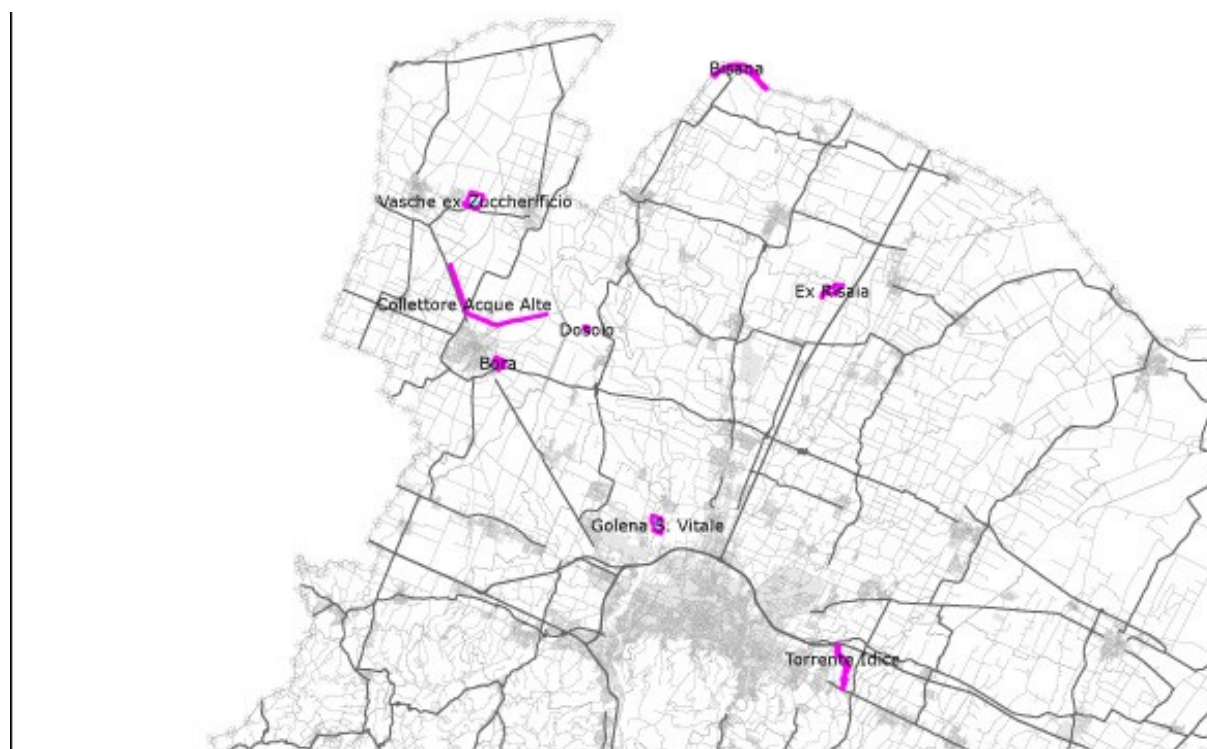 Bisana
Vasche ex Zuccherificio
Ex Risaia
Collettore Acque Alte
Dosolo
Bora
Golena S. Vitale
Torrente Idice